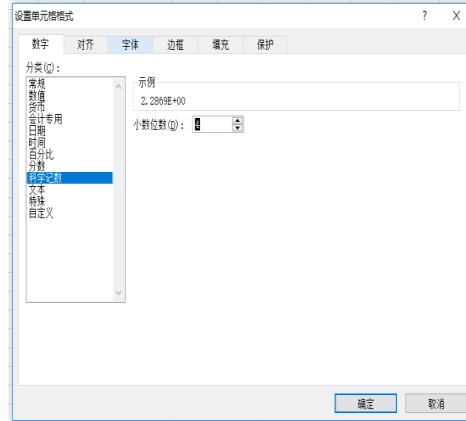 设置单元格格式 ? X
数字 对齐 字体 边框 填充 保护
分类(C):
常规
数值
货币
会计专用
日期
时间
百分比
分数
科学记数
文本
特殊
自定义
示例
2.2869E+00
小数位数(D): 4
确定 取消